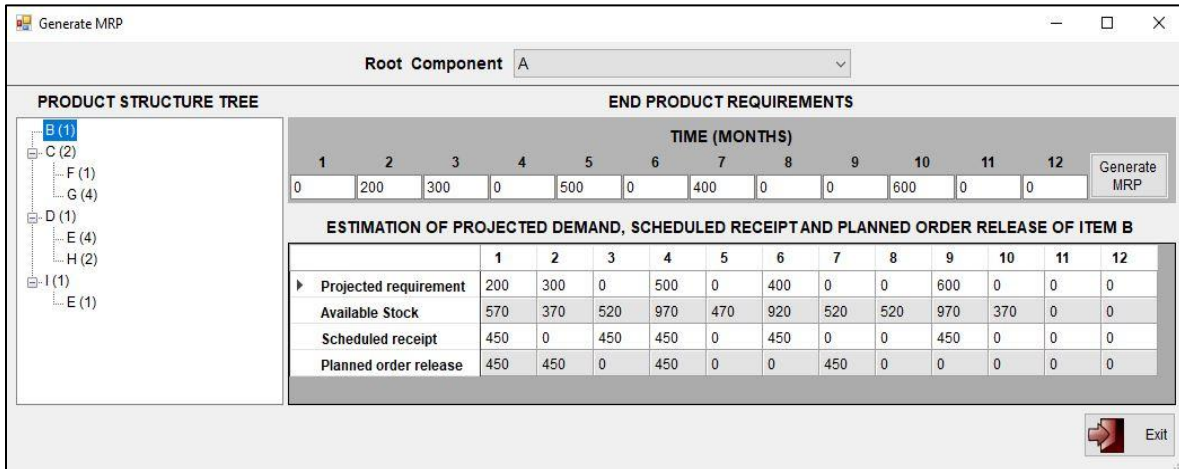 Generate MRP
Root Component A
PRODUCT STRUCTURE TREE
B (1)
C (2)
F (1)
G (4)
D (1)
E (4)
H (2)
I (1)
E (1)
END PRODUCT REQUIREMENTS
TIME (MONTHS)
1 2 3 4 5 6 7 8 9 10 11 12
0 200 300 0 500 0 400 0 0 600 0 0
Generate
MRP
ESTIMATION OF PROJECTED DEMAND, SCHEDULED RECEIPT AND PLANNED ORDER RELEASE OF ITEM B
1 2 3 4 5 6 7 8 9 10 11 12
Projected requirement 200 300 0 500 0 400 0 0 600 0 0 0
Available Stock 570 370 520 970 470 920 520 520 970 370 0 0
Scheduled receipt 450 0 450 450 0 450 0 0 450 0 0 0
Planned order release 450 450 0 450 0 0 450 0 0 0 0 0
Exit